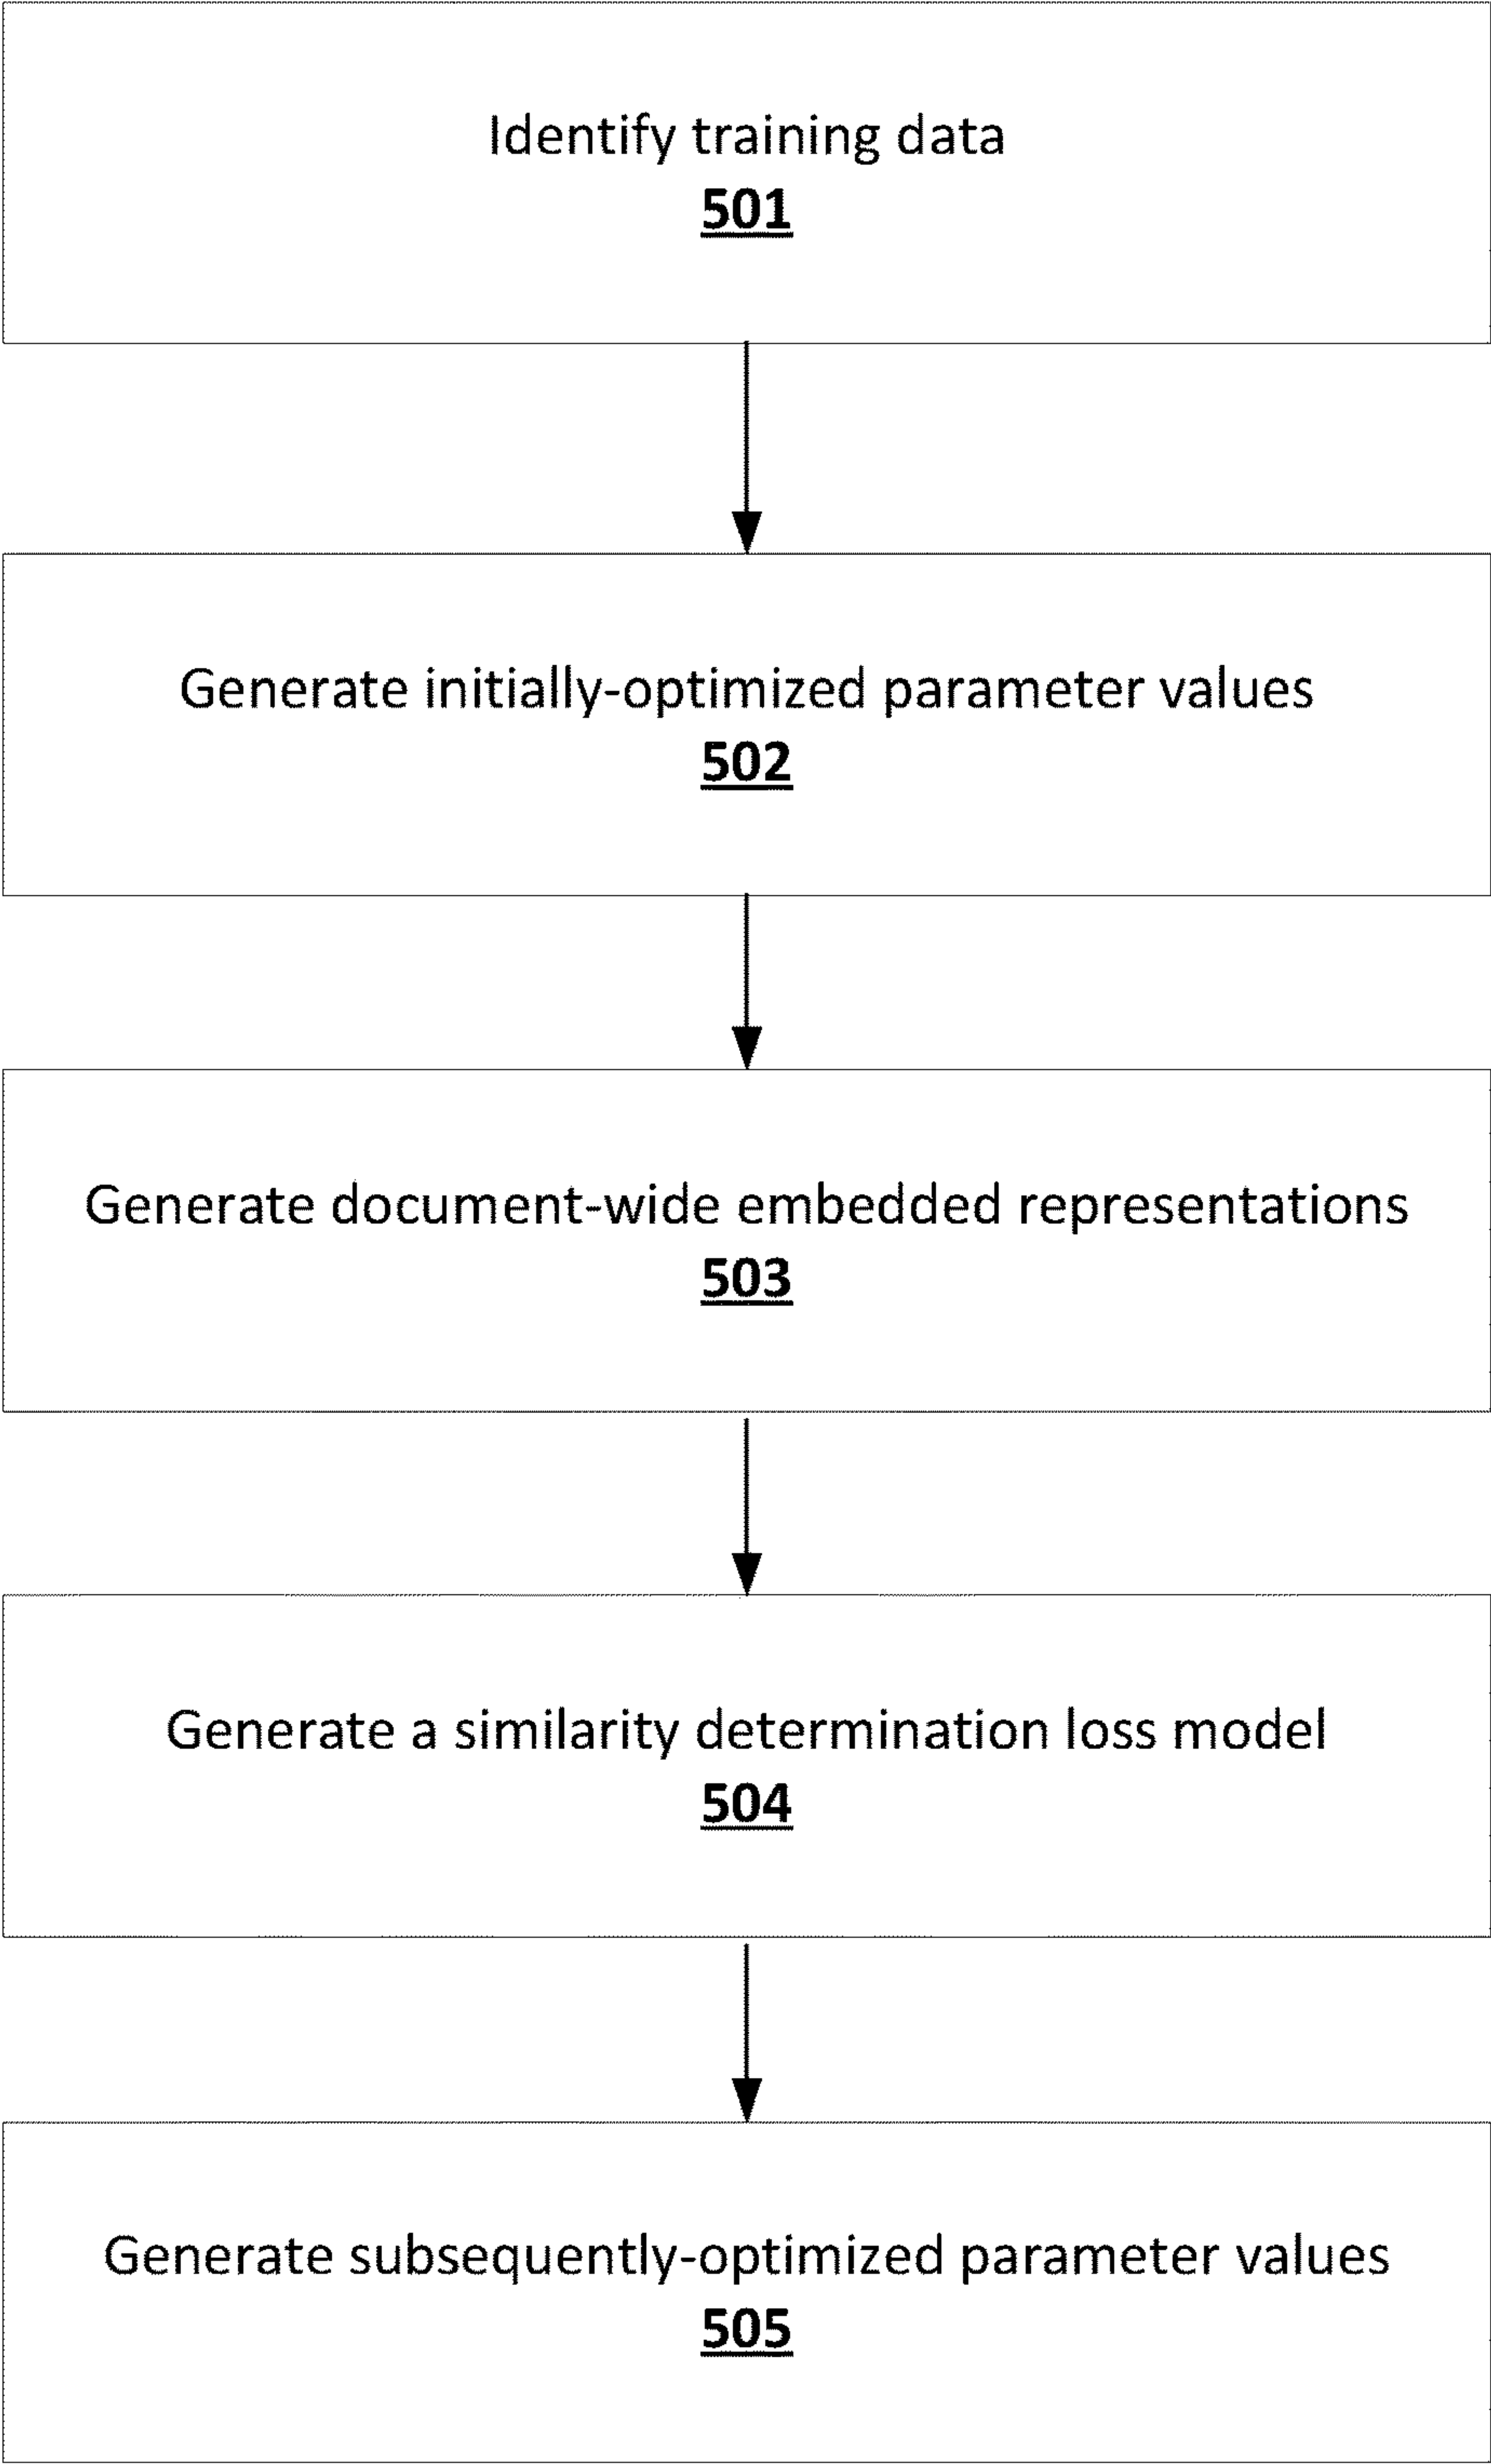 Identify training data
501
Generate initially-optimized parameter values
502
Generate document-wide embedded representations
503
Generate a similarity determination loss model
504
Generate subsequently-optimized parameter values
505